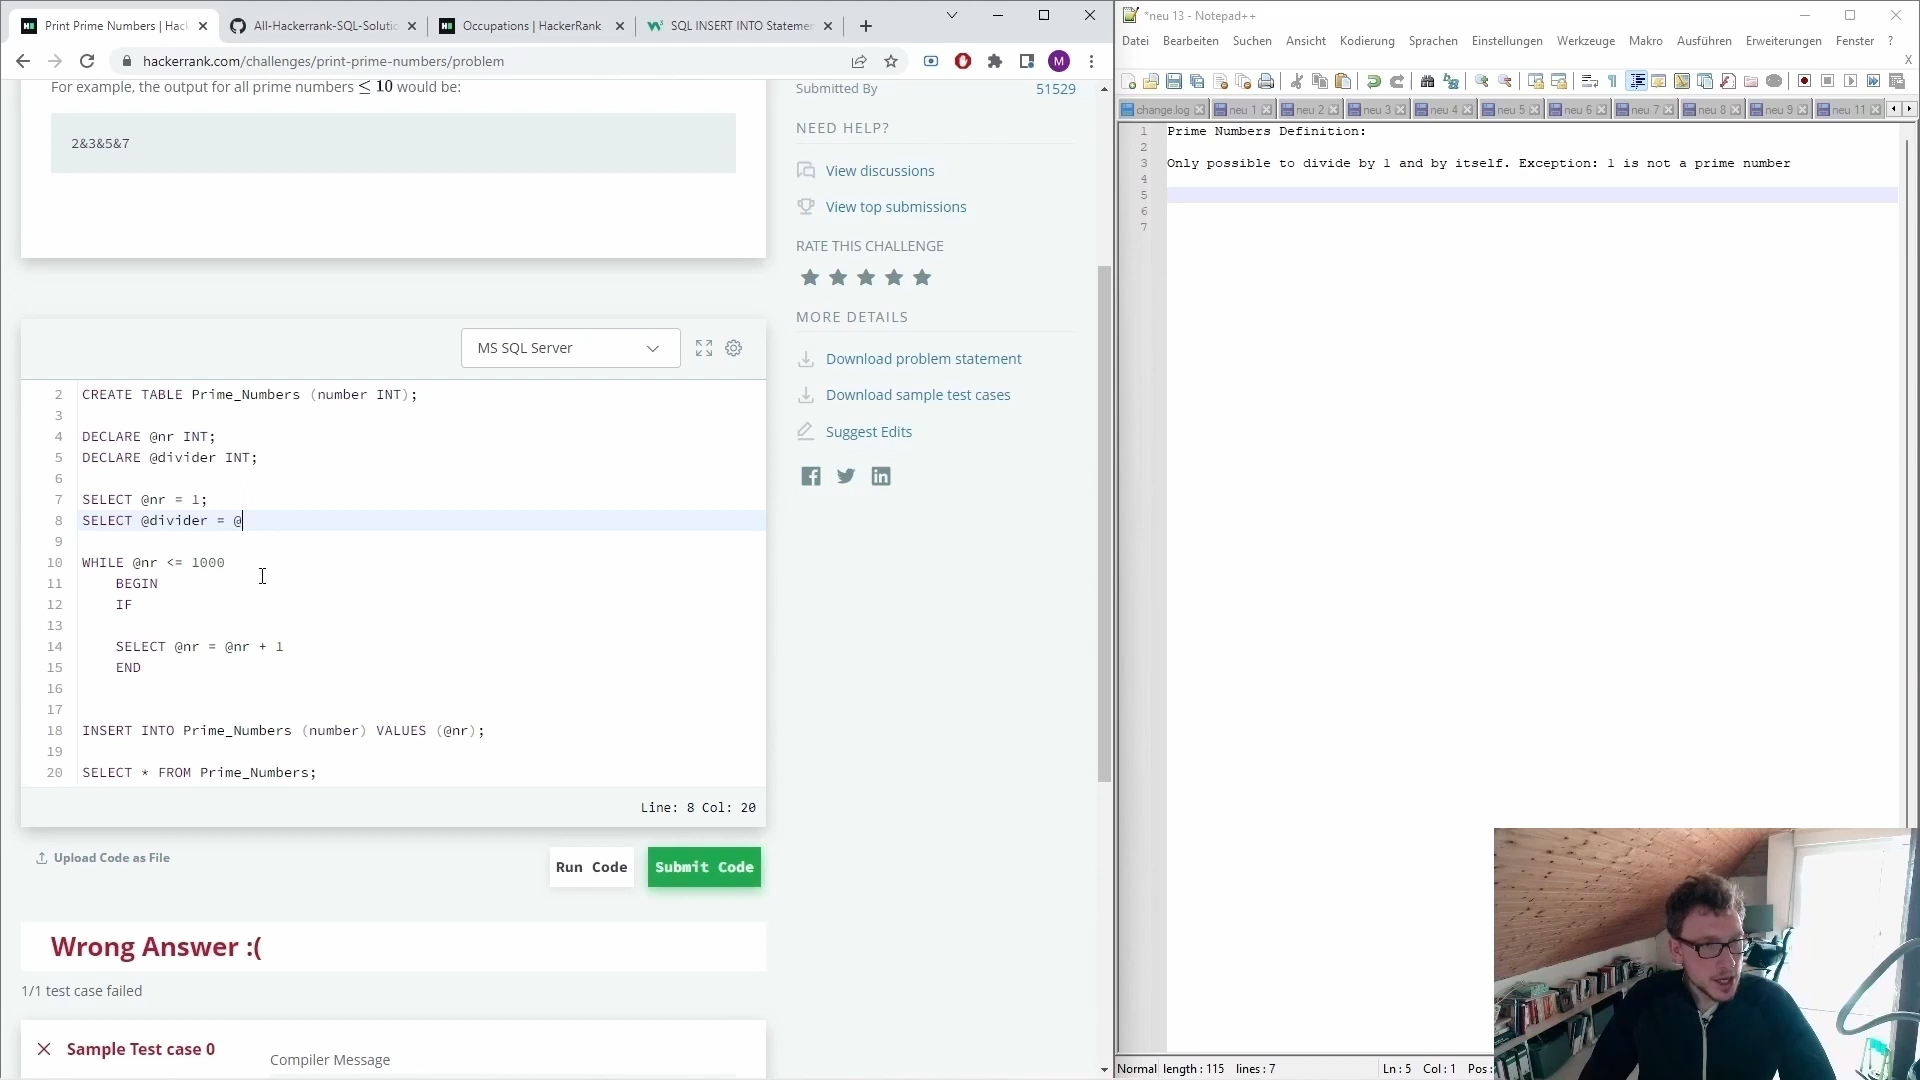 Print Prime Numbers | Hac
All-Hackerrank-SQL-Solutio
Occupations | HackerRank
SQL INSERT INTO Statemen
hackerrank.com/challenges/print-prime-numbers/problem
M
For example, the output for all prime numbers ≤ 10 would be:
2&3&5&7
Submitted By 51529
NEED HELP?
View discussions
View top submissions
RATE THIS CHALLENGE
MORE DETAILS
Download problem statement
Download sample test cases
Suggest Edits
MS SQL Server
2 CREATE TABLE Prime_Numbers (number INT);
3
4 DECLARE @nr INT;
5 DECLARE @divider INT;
6
7 SELECT @nr = 1;
8 SELECT @divider = @
9
10 WHILE @nr <= 1000
11 BEGIN
12 IF
13
14 SELECT @nr = @nr + 1
15 END
16
17
18 INSERT INTO Prime_Numbers (number) VALUES (@nr);
19
20 SELECT * FROM Prime_Numbers;
Line: 8 Col: 20
Upload Code as File
Run Code
Submit Code
Wrong Answer :(
1/1 test case failed
Sample Test case 0
Compiler Message
*neu 13 - Notepad++
Datei Bearbeiten Suchen Ansicht Kodierung Sprachen Einstellungen Werkzeuge Makro Ausführen Erweiterungen Fenster ?
X
change.log neu 1 neu 2 neu 3 neu 4 neu 5 neu 6 neu 7 neu 8 neu 9 neu 11
1 Prime Numbers Definition:
2
3 Only possible to divide by 1 and by itself. Exception: 1 is not a prime number
4
5
6
7
Normal length : 115 lines : 7 Ln : 5 Col : 1 Pos :